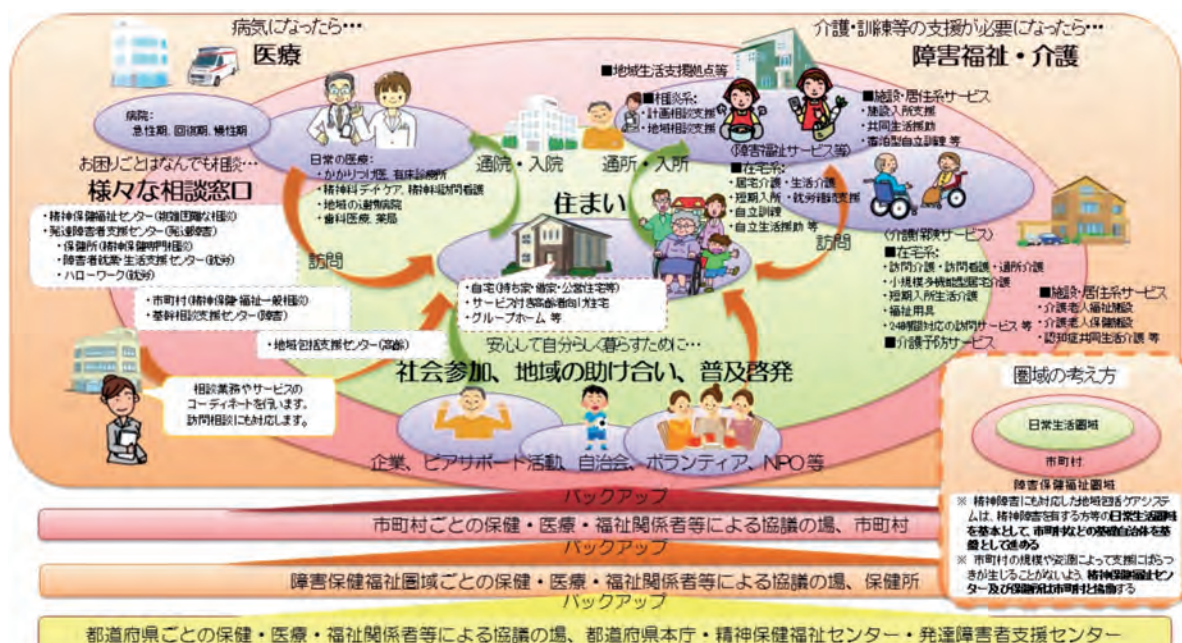 病気になったら…
医療
病院:
急性期、回復期、慢性期
日常の医療:
・かかりつけ医、有床診療所
・精神科デイケア、精神科訪問看護
・地域の連携病院
・歯科医療、薬局
通院・入院
介護・訓練等の支援が必要になったら…
障害福祉・介護
■地域生活支援拠点等
■相談系:
・計画相談支援
・地域相談支援
通所・入所
(障害福祉サービス等)
■在宅系:
・居宅介護・生活介護
・短期入所・就労継続支援
・自立訓練
・自立生活援助 等
■施設・居住系サービス
・施設入所支援
・共同生活援助
・宿泊型自立訓練 等
訪問
(介護保険サービス)
■在宅系:
・訪問介護・訪問看護・通所介護
・小規模多機能型居宅介護
・短期入所生活介護
・福祉用具
・24時間対応の訪問サービス 等
■介護予防サービス
■施設・居住系サービス
・介護老人福祉施設
・介護老人保健施設
・認知症共同生活介護 等
お困りごとはなんでも相談…
様々な相談窓口
・精神保健福祉センター(複雑困難な相談)
・発達障害者支援センター(発達障害)
・保健所(精神保健専門相談)
・障害者就業・生活支援センター(就労)
・ハローワーク(就労)
訪問
・市町村(精神保健・福祉一般相談)
・基幹相談支援センター(障害)
・地域包括支援センター(高齢)
相談業務やサービスの
コーディネートを行います。
訪問相談にも対応します。
住まい
・自宅(持ち家・借家・公営住宅等)
・サービス付き高齢者向け住宅
・グループホーム 等
安心して自分らしく暮らすために…
社会参加、地域の助け合い、普及啓発
企業、ピアサポート活動、自治会、ボランティア、NPO 等
圏域の考え方
日常生活圏域
市町村
障害保健福祉圏域
※ 精神障害にも対応した地域包括ケアシステ
ムは、精神障害を有する方等の日常生活圏域
を基本として、市町村などの基礎自治体を基
盤として進める
※ 市町村の規模や資源によって支援にばらつ
きが生じることがないよう、精神保健福祉セン
ター及び保健所は市町村と協働する
バックアップ
市町村ごとの保健・医療・福祉関係者等による協議の場、市町村
バックアップ
障害保健福祉圏域ごとの保健・医療・福祉関係者等による協議の場、保健所
バックアップ
都道府県ごとの保健・医療・福祉関係者等による協議の場、都道府県本庁・精神保健福祉センター・発達障害者支援センター